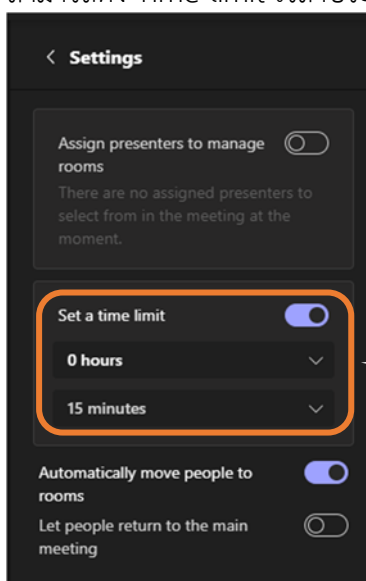 Settings
Assign presenters to manage
rooms
There are no assigned presenters to
select from in the meeting at the
moment.
Set a time limit
0 hours
15 minutes
Automatically move people to
rooms
Let people return to the main
meeting